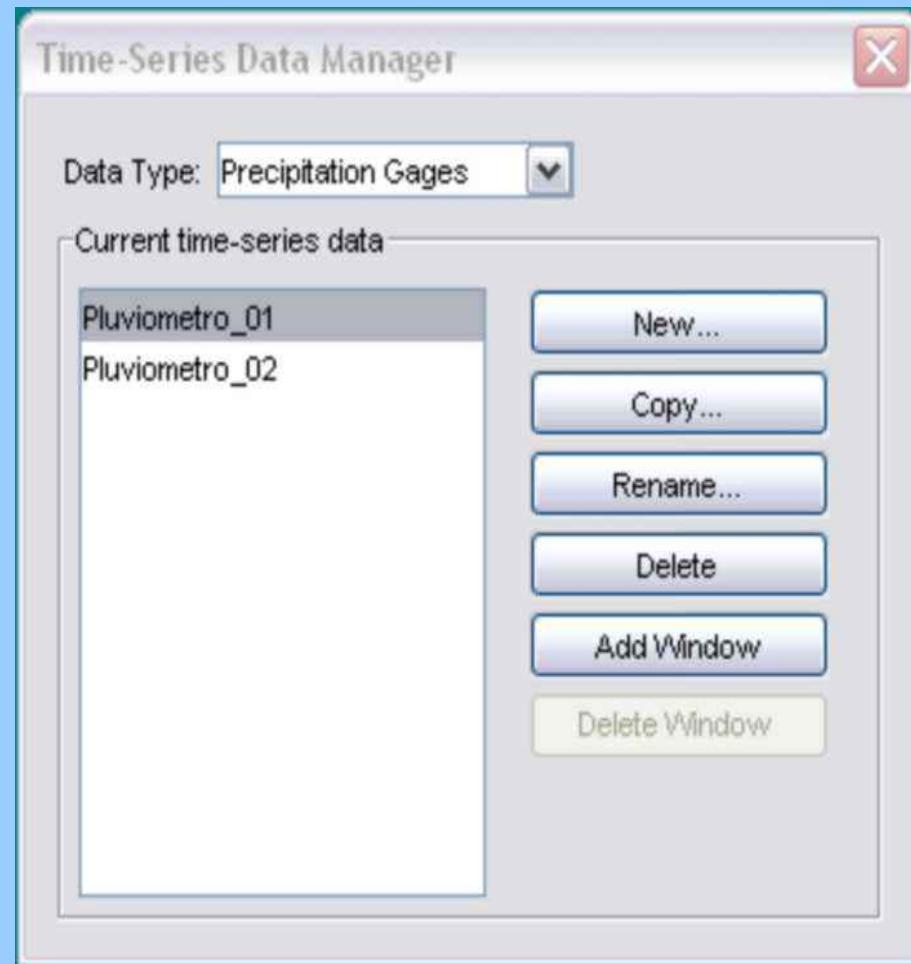 Time-Series Data Manager
Data Type: Precipitation Gages
Current time-series data
Pluviometro_01
Pluviometro_02
New...
Copy...
Rename...
Delete
Add Window
Delete Window